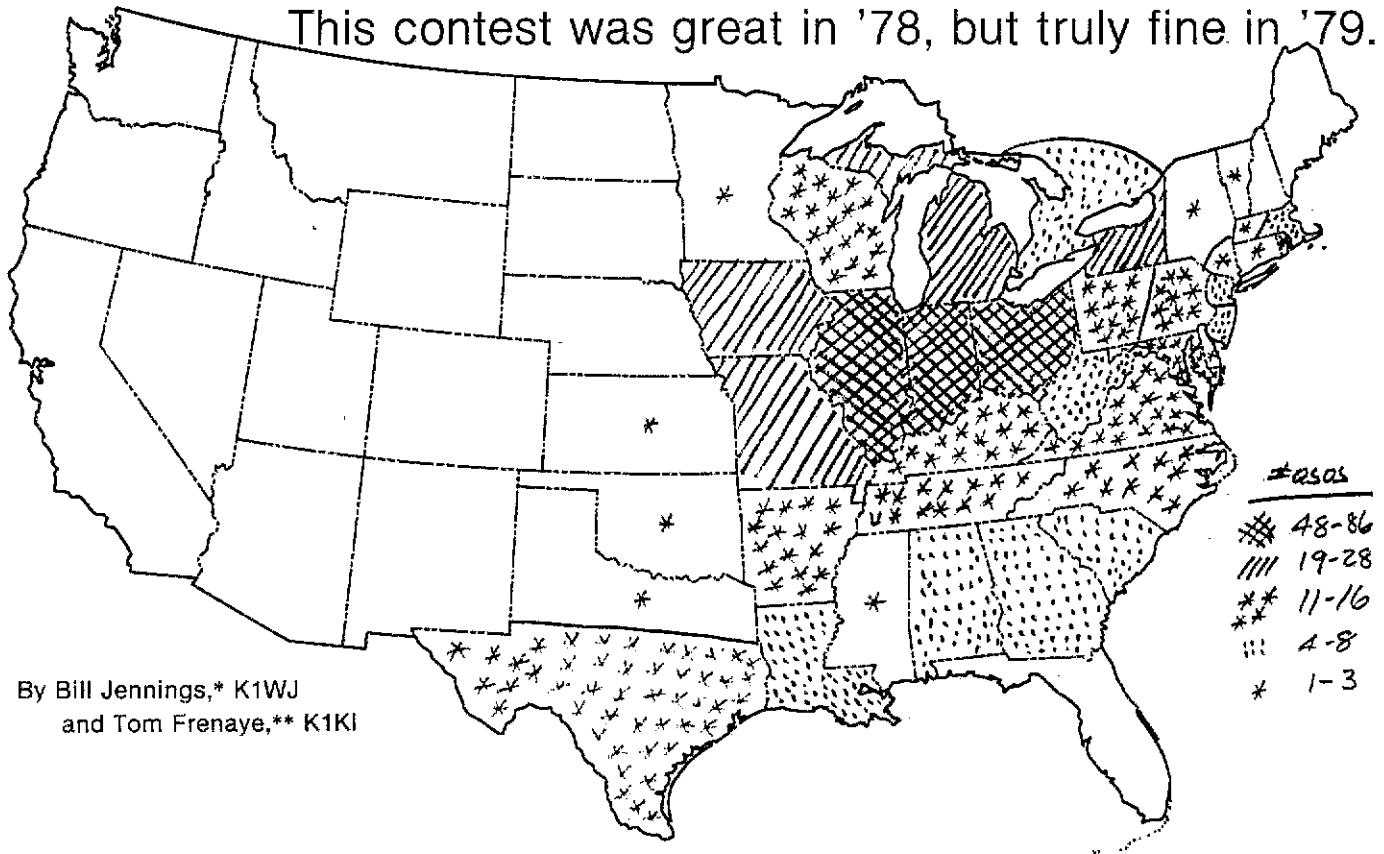 This contest was great in '78, but truly fine in '79.
#QSOS
48-86
19-28
11-16
4-8
1-3
By Bill Jennings,* K1WJ
and Tom Frenaye,** K1KI